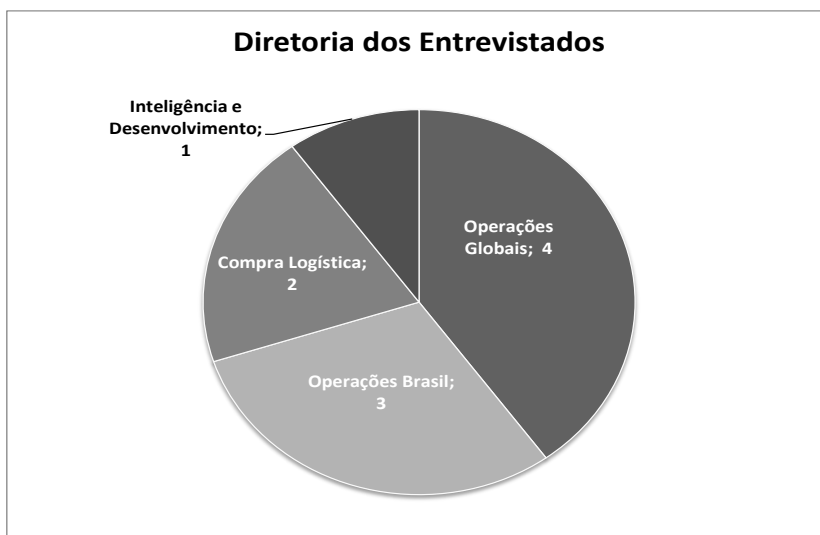 Diretoria dos Entrevistados
Inteligência e
Desenvolvimento;
1
Operações
Globais; 4
Compra Logística;
2
Operações Brasil;
3